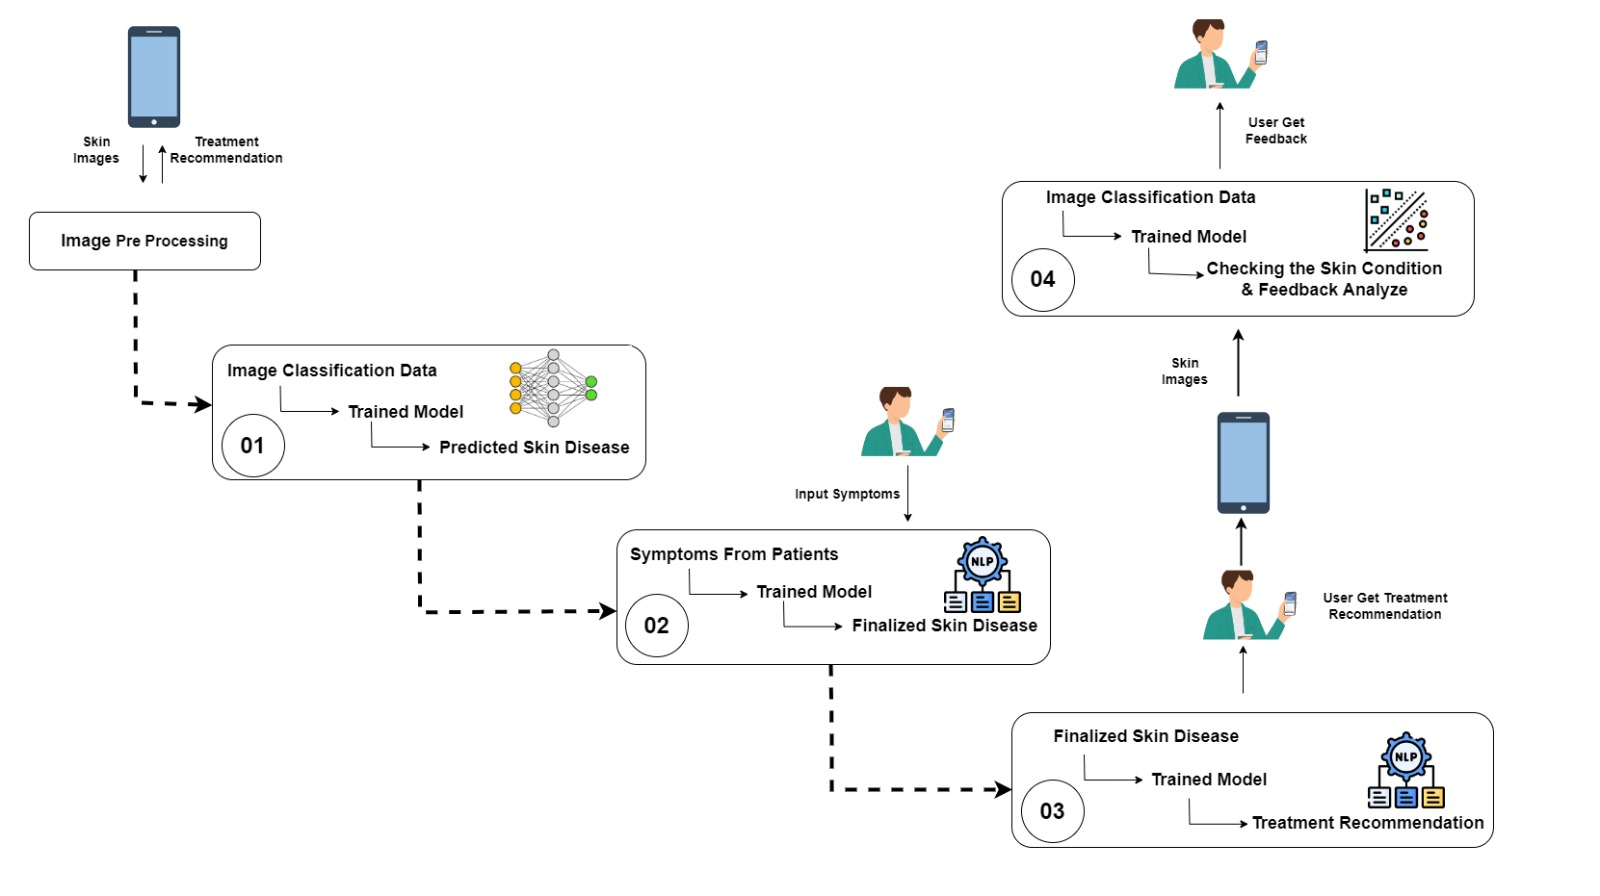 Skin
Images
Treatment
Recommendation
Image Pre Processing
Image Classification Data
Trained Model
Predicted Skin Disease
01
Input Symptoms
Symptoms From Patients
NLP
Trained Model
Finalized Skin Disease
02
Finalized Skin Disease
NLP
Trained Model
Treatment Recommendation
03
User Get Treatment
Recommendation
Skin
Images
Image Classification Data
Trained Model
Checking the Skin Condition
& Feedback Analyze
04
User Get
Feedback